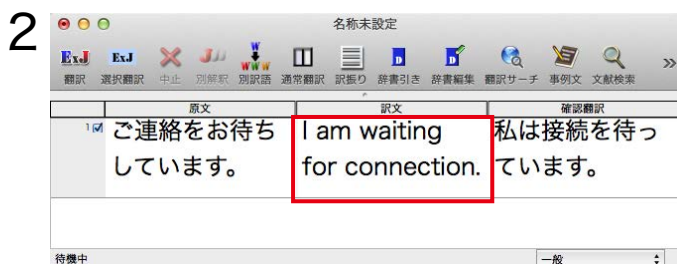 2
名称未設定
ExJ ExJ D D
翻訳 選択翻訳 中止 別解釈 別訳語 通常翻訳 訳振り 辞書引き 辞書編集 翻訳サーチ 事例文 文献検索 »
原文 訳文 確認翻訳
1 ご連絡をお待ち I am waiting 私は接続を待っ
しています。 for connection. ています。
待機中 一般